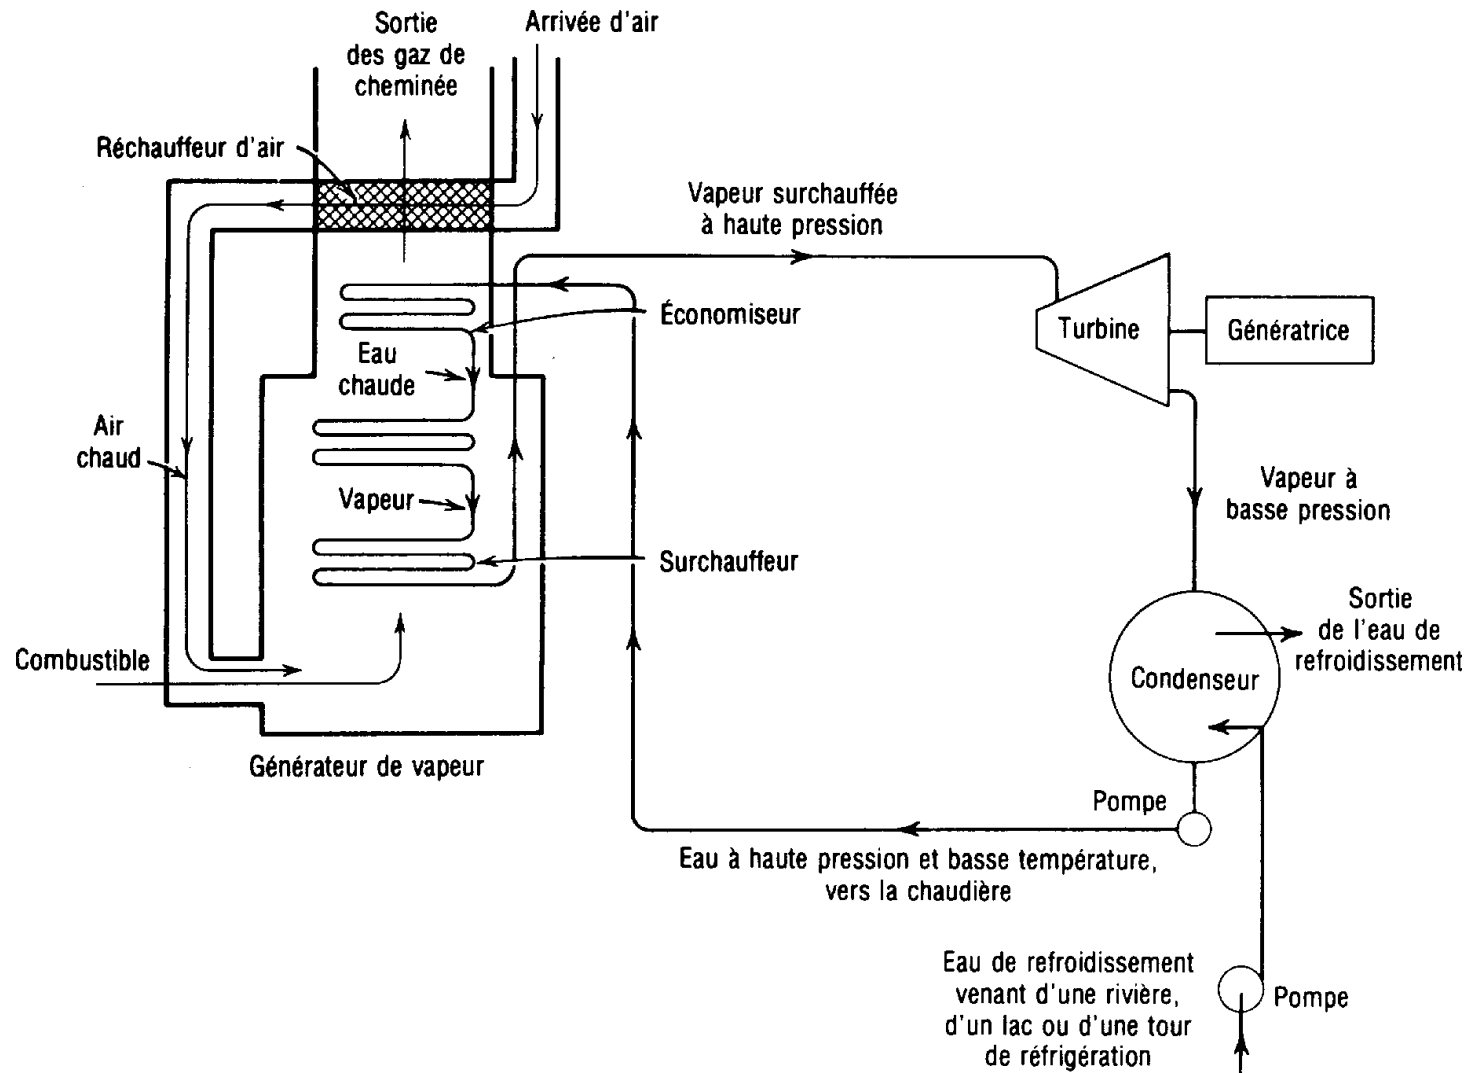 Sortie
des gaz de
cheminée
Arrivée d'air
Réchauffeur d'air
Vapeur surchauffée
à haute pression
Économiseur
Turbine
Génératrice
Eau
chaude
Air
chaud
Vapeur
Vapeur à
basse pression
Surchauffeur
Sortie
de l'eau de
refroidissement
Combustible
Condenseur
Générateur de vapeur
Pompe
Eau à haute pression et basse température,
vers la chaudière
Eau de refroidissement
venant d'une rivière,
d'un lac ou d'une tour
de réfrigération
Pompe